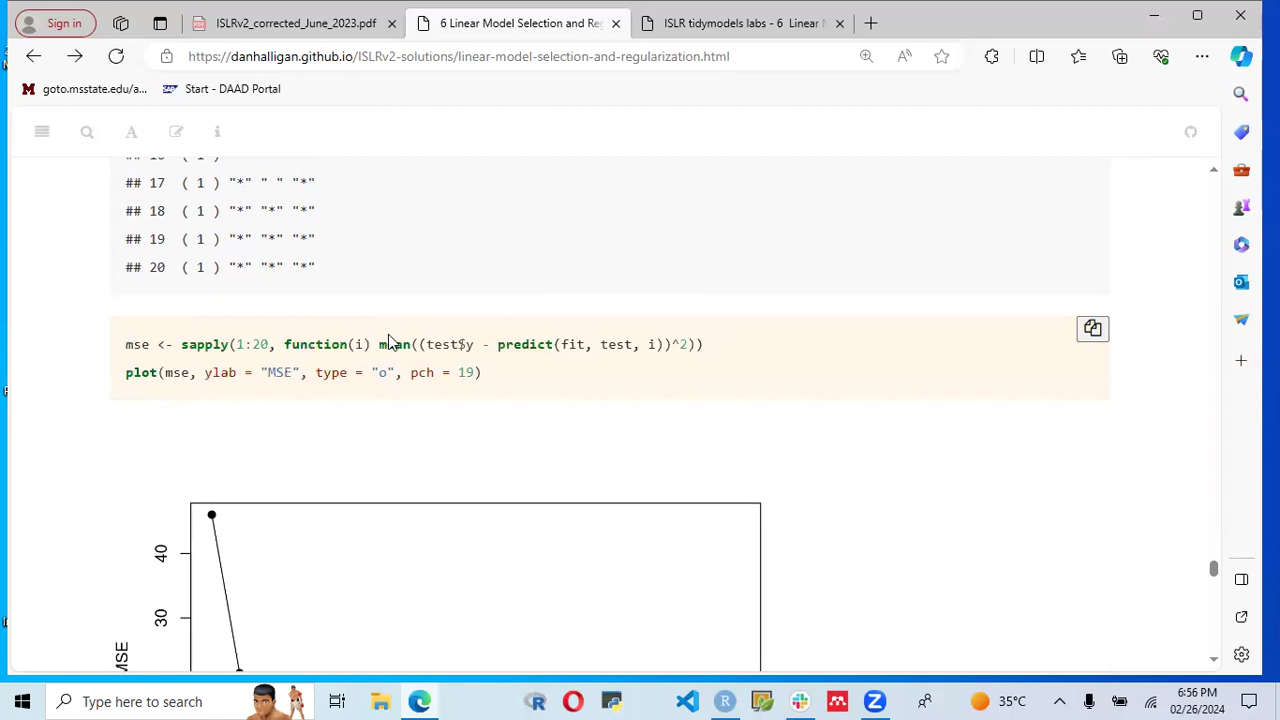 Sign in
ISLRv2_corrected_June_2023.pdf
6 Linear Model Selection and Re
ISLR tidymodels labs - 6 Linear M
https://danhalligan.github.io/ISLRv2-solutions/linear-model-selection-and-regularization.html
goto.msstate.edu/a...
Start - DAAD Portal
## 17  ( 1 ) "*" " " "*"
## 18  ( 1 ) "*" "*" "*"
## 19  ( 1 ) "*" "*" "*"
## 20  ( 1 ) "*" "*" "*"
mse <- sapply(1:20, function(i) mean((test$y - predict(fit, test, i))^2))
plot(mse, ylab = "MSE", type = "o", pch = 19)
40
30
MSE
Type here to search
35°C
6:56 PM
02/26/2024